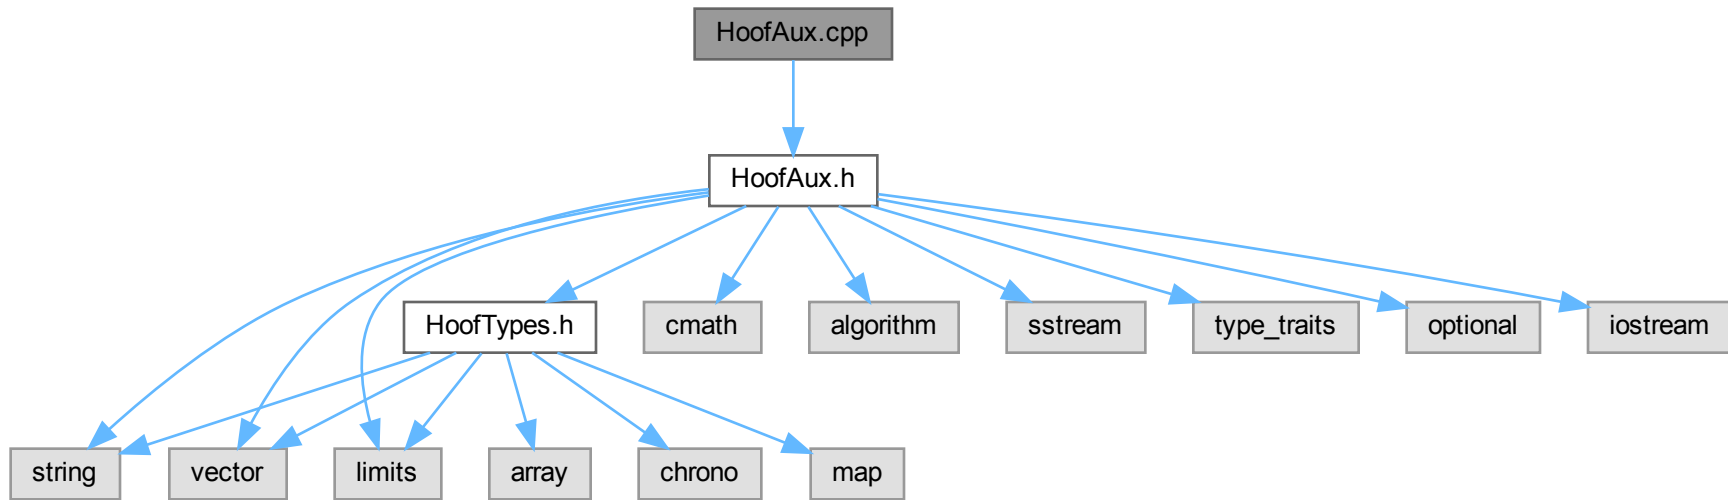 HoofAux.cpp
HoofAux.h
HoofTypes.h
cmath
algorithm
sstream
type_traits
optional
iostream
string
vector
limits
array
chrono
map